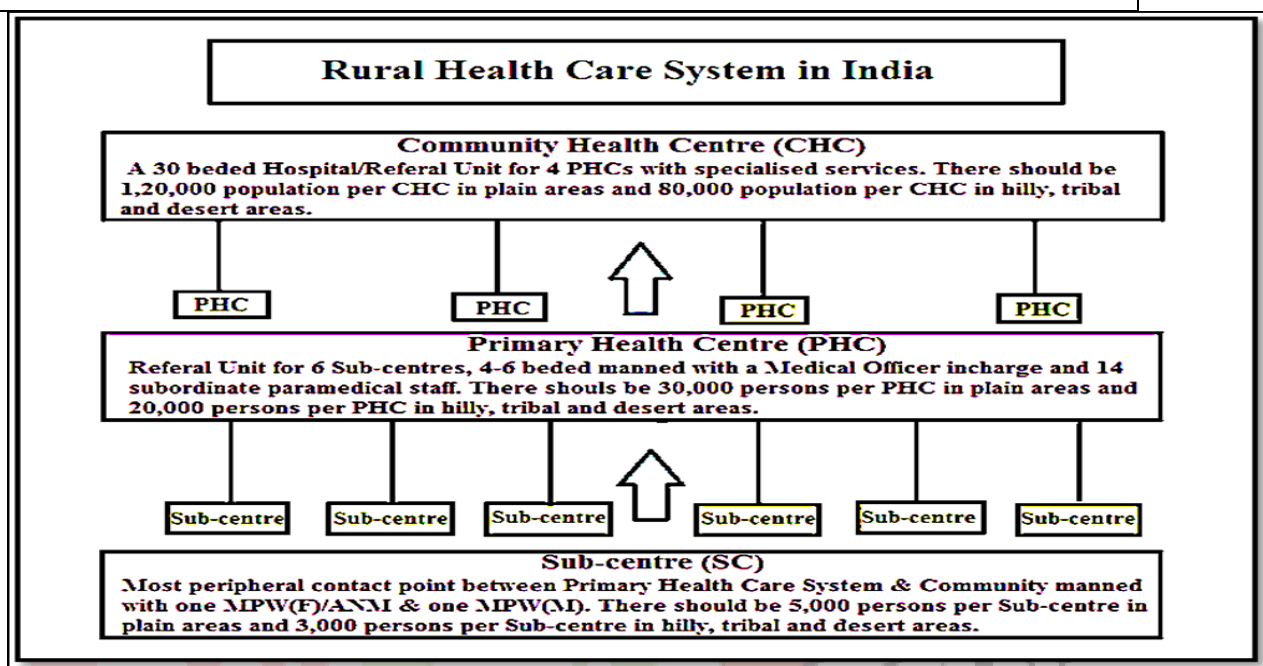 Rural Health Care System in India
Community Health Centre (CHC)
A 30 beded Hospital/Referal Unit for 4 PHCs with specialised services. There should be
1,20,000 population per CHC in plain areas and 80,000 population per CHC in hilly, tribal
and desert areas.
PHC PHC PHC PHC
Primary Health Centre (PHC)
Referal Unit for 6 Sub-centres, 4-6 beded manned with a Medical Officer incharge and 14
subordinate paramedical staff. There shouls be 30,000 persons per PHC in plain areas and
20,000 persons per PHC in hilly, tribal and desert areas.
Sub-centre Sub-centre Sub-centre Sub-centre Sub-centre Sub-centre
Sub-centre (SC)
Most peripheral contact point between Primary Health Care System & Community manned
with one MPW(F)/ANM & one MPW(M). There should be 5,000 persons per Sub-centre in
plain areas and 3,000 persons per Sub-centre in hilly, tribal and desert areas.